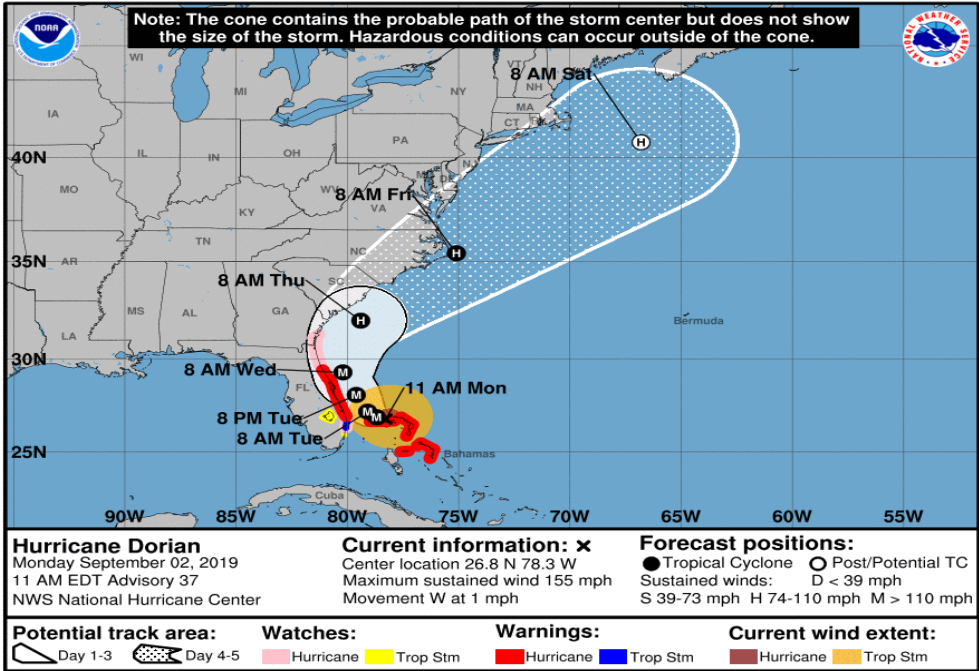 Note: The cone contains the probable path of the storm center but does not show
the size of the storm. Hazardous conditions can occur outside of the cone.
NOAA
NATIONAL WEATHER SERVICE
WI
MI
NY
VT
NH
8 AM Sat
MA
CT
RI
IA
PA
NJ
40N
IL
IN
OH
MO
WV
DE
8 AM Fri
VA
KY
TN
NC
35N
AR
SC
8 AM Thu
MS
AL
GA
Bermuda
LA
30N
8 AM Wed
FL
11 AM Mon
8 PM Tue
8 AM Tue
25N
Bahamas
Cuba
90W 85W 80W 75W 70W 65W 60W 55W
H
H
H
M
M
M
M
Hurricane Dorian
Monday September 02, 2019
11 AM EDT Advisory 37
NWS National Hurricane Center
Current information: ×
Center location 26.8 N 78.3 W
Maximum sustained wind 155 mph
Movement W at 1 mph
Forecast positions:
Tropical Cyclone Post/Potential TC
Sustained winds: D < 39 mph
S 39-73 mph H 74-110 mph M > 110 mph
Potential track area:
Day 1-3 Day 4-5
Watches:
Hurricane Trop Stm
Warnings:
Hurricane Trop Stm
Current wind extent:
Hurricane Trop Stm